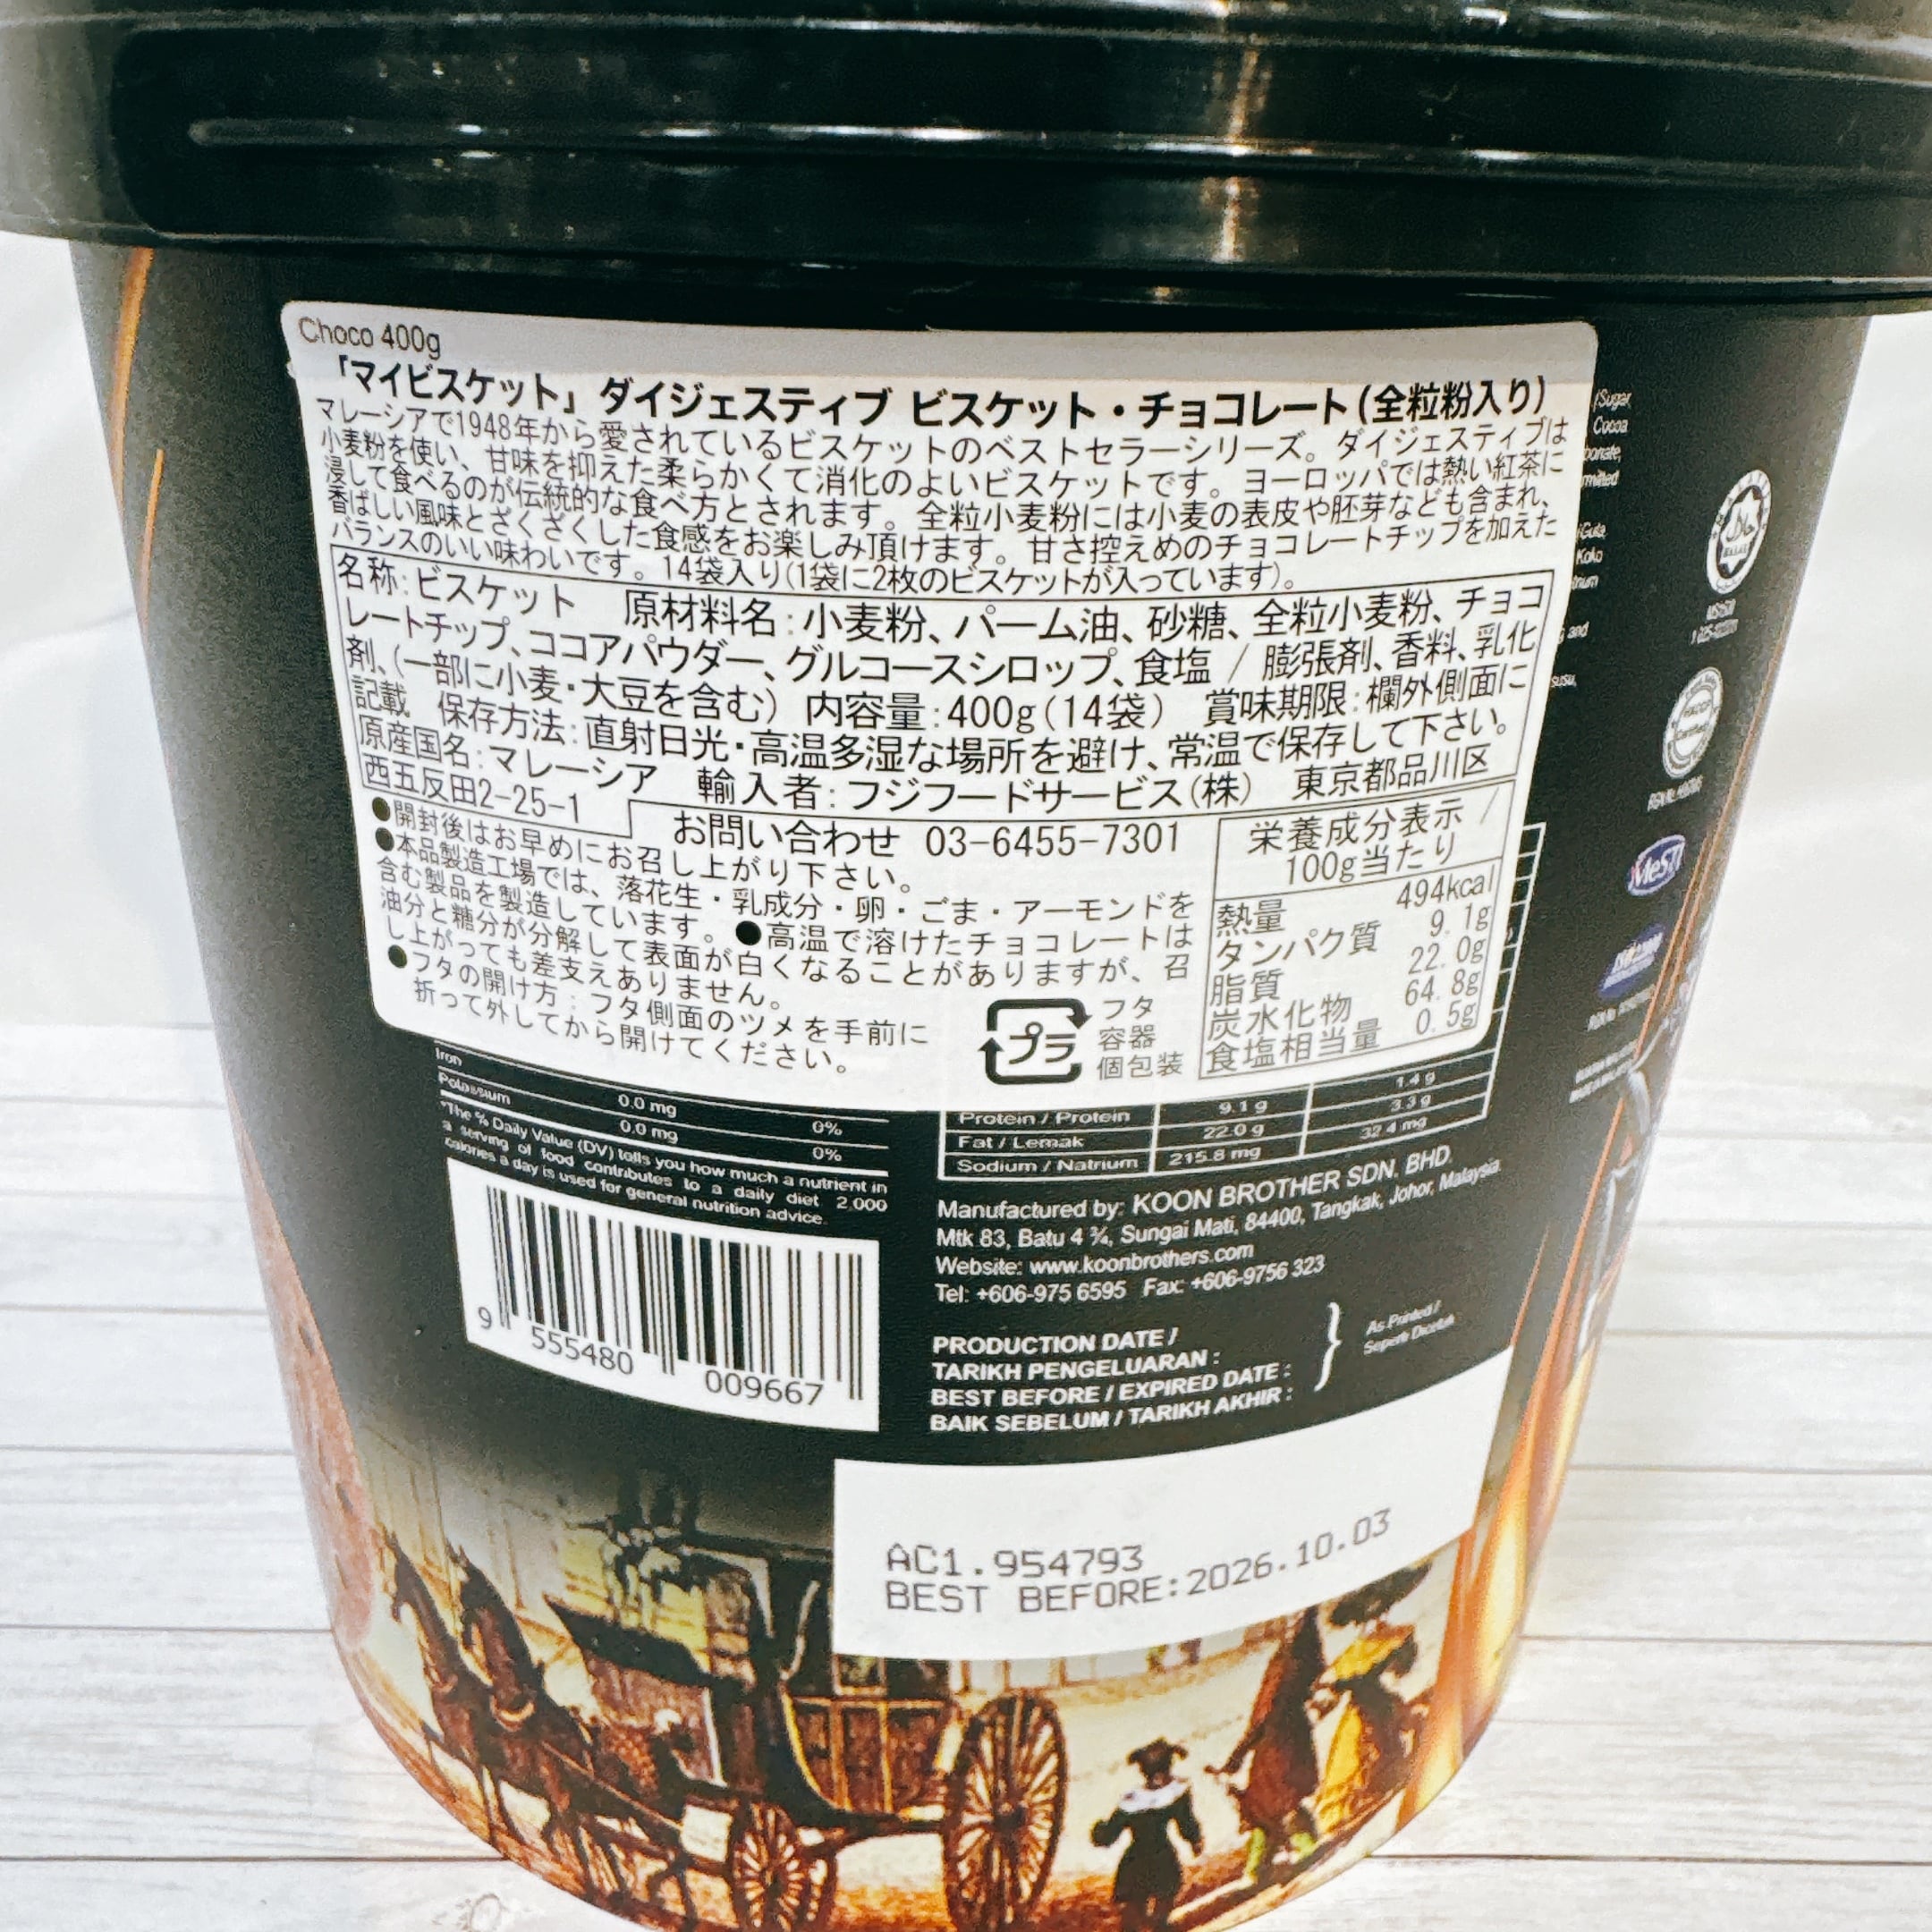 Choco 400g
「マイビスケット」ダイジェスティブ ビスケット・チョコレート(全粒粉入り)
マレーシアで1948年から愛されているビスケットのベストセラーシリーズ。ダイジェスティブは
小麦粉を使い、甘味を抑えた柔らかくて消化のよいビスケットです。ヨーロッパでは熱い紅茶に
浸して食べるのが伝統的な食べ方とされます。全粒小麦粉には小麦の表皮や胚芽なども含まれ、
香ばしい風味とざくざくした食感をお楽しみ頂けます。甘さ控えめのチョコレートチップを加えた
バランスのいい味わいです。14袋入り(1袋に2枚のビスケットが入っています)。
名称:ビスケット 原材料名:小麦粉、パーム油、砂糖、全粒小麦粉、チョコ
レートチップ、ココアパウダー、グルコースシロップ、食塩 / 膨張剤、香料、乳化
剤、(一部に小麦・大豆を含む) 内容量:400g(14袋) 賞味期限:欄外側面に
記載 保存方法:直射日光・高温多湿な場所を避け、常温で保存して下さい。
原産国名:マレーシア 輸入者:フジフードサービス(株) 東京都品川区
西五反田2-25-1
お問い合わせ 03-6455-7301
●開封後はお早めにお召し上がり下さい。
●本品製造工場では、落花生・乳成分・卵・ごま・アーモンドを
含む製品を製造しています。●高温で溶けたチョコレートは
油分と糖分が分解して表面が白くなることがありますが、召
し上がっても差支えありません。
●フタの開け方:フタ側面のツメを手前に
折って外してから開けてください。
プラ
フタ
容器
個包装
栄養成分表示 /
100g当たり
熱量 494kcal
タンパク質 9.1g
脂質 22.0g
炭水化物 64.8g
食塩相当量 0.5g
/Sugar,
Cocoa
Koko
and
susu,
HALAL
MeSTI
Iron 0.0 mg 0%
Potassium 0.0 mg 0%
*The % Daily Value (DV) tells you how much a nutrient in
a serving of food contributes to a daily diet 2,000
calories a day is used for general nutrition advice.
1.4 g
Protein / Protein 9.1 g 3.3 g
Fat / Lemak 22.0 g 32.4 mg
Sodium / Natrium 215.8 mg
Manufactured by: KOON BROTHER SDN. BHD.
Mtk 83, Batu 4 ¾, Sungai Mati, 84400, Tangkak, Johor, Malaysia.
Website: www.koonbrothers.com
Tel: +606-975 6595 Fax: +606-9756 323
PRODUCTION DATE /
TARIKH PENGELUARAN :
BEST BEFORE / EXPIRED DATE :
BAIK SEBELUM / TARIKH AKHIR :
As Printed /
Seperti Dicetak
9 555480 009667
AC1.954793
BEST BEFORE:2026.10.03